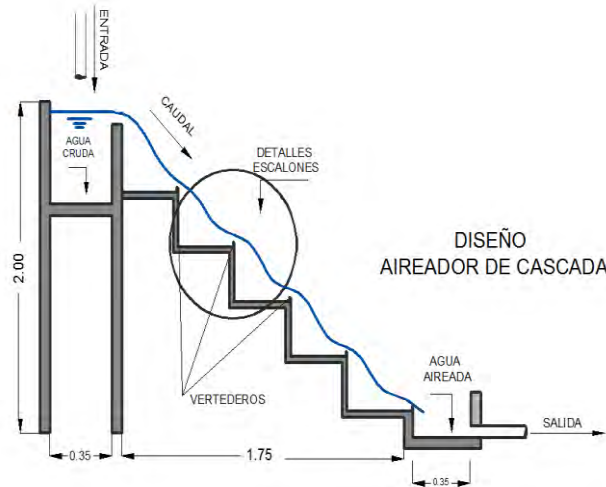 ENTRADA
CAUDAL
AGUA
CRUDA
DETALLES
ESCALONES
DISEÑO
AIREADOR DE CASCADA
2.00
VERTEDEROS
AGUA
AIREADA
SALIDA
0.35
1.75
0.35